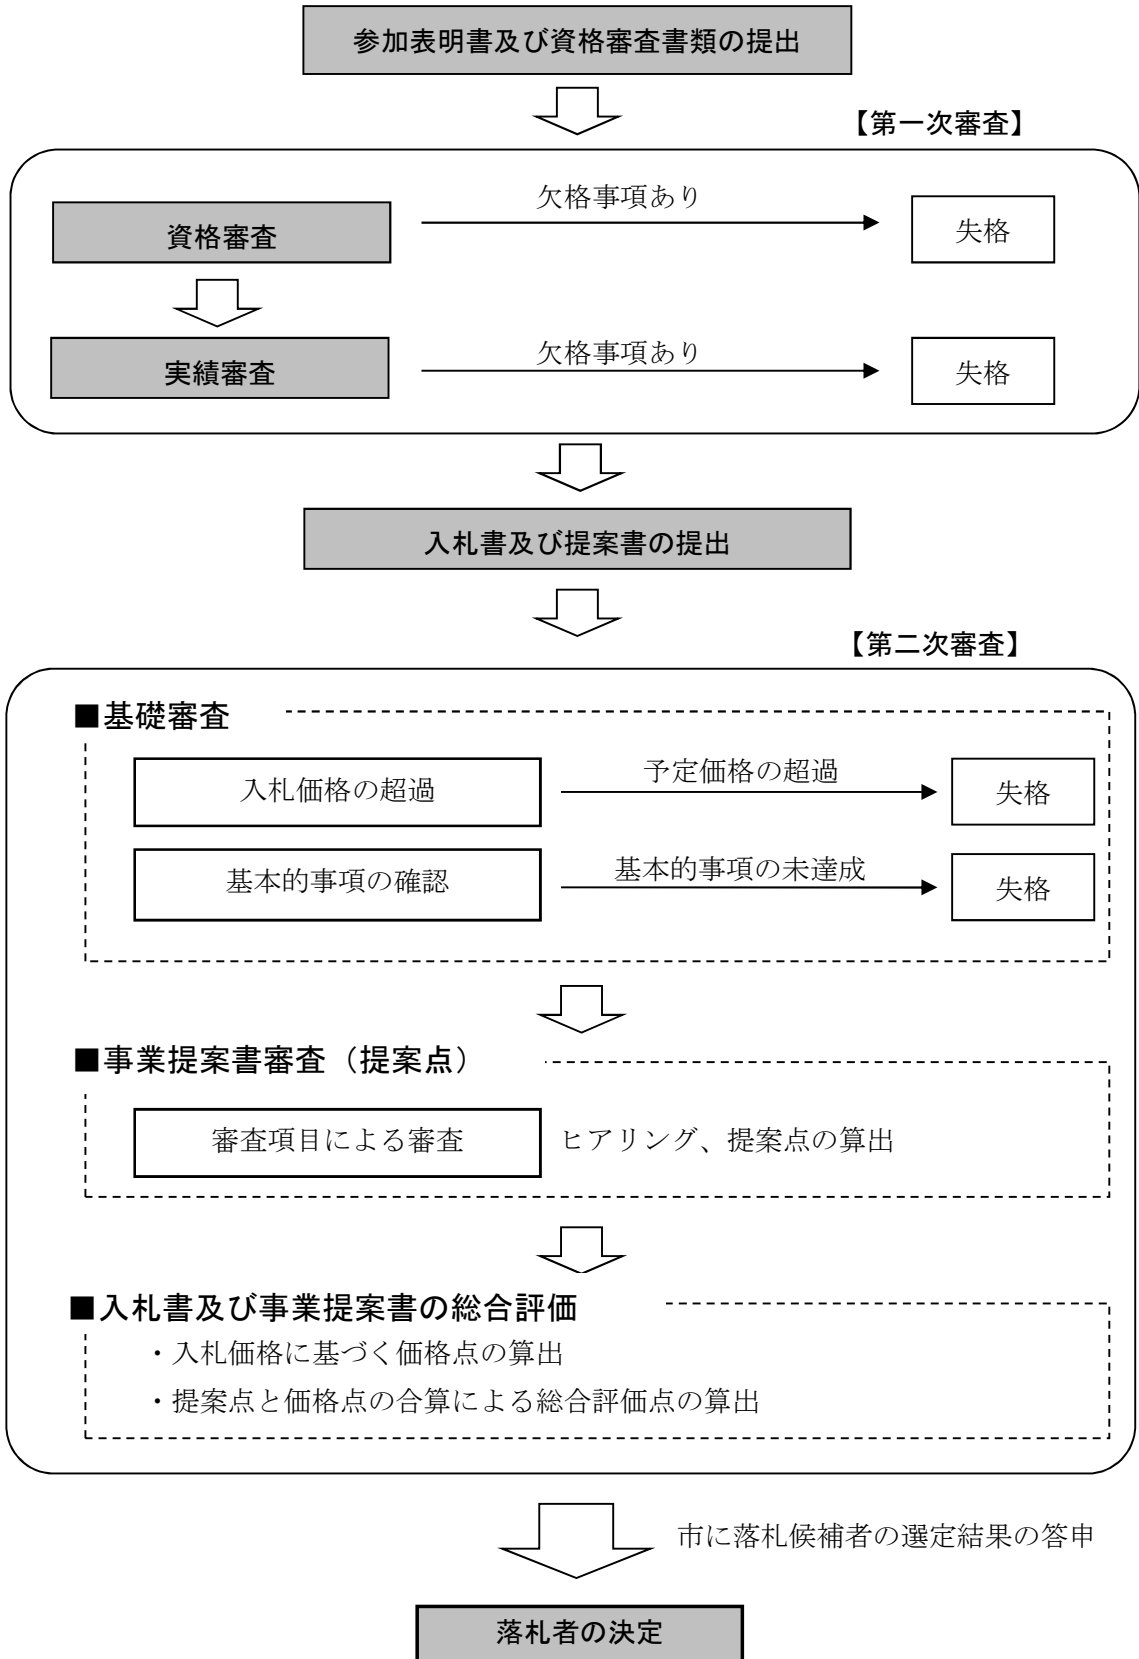 参加表明書及び資格審査書類の提出
【第一次審査】
欠格事項あり
資格審査
失格
欠格事項あり
実績審査
失格
入札書及び提案書の提出
【第二次審査】
■基礎審査
入札価格の超過
予定価格の超過
失格
基本的事項の確認
基本的事項の未達成
失格
■事業提案書審査（提案点）
審査項目による審査
ヒアリング、提案点の算出
■入札書及び事業提案書の総合評価
・入札価格に基づく価格点の算出
・提案点と価格点の合算による総合評価点の算出
市に落札候補者の選定結果の答申
落札者の決定